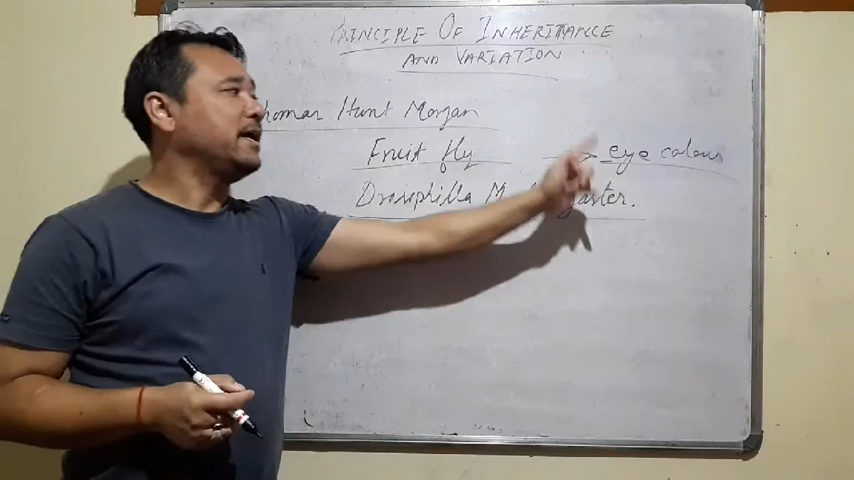 PRINCIPLE OF INHERITANCE
AND VARIATION
homas Hunt Morgan
Fruit fly → eye colour
Drosophilla